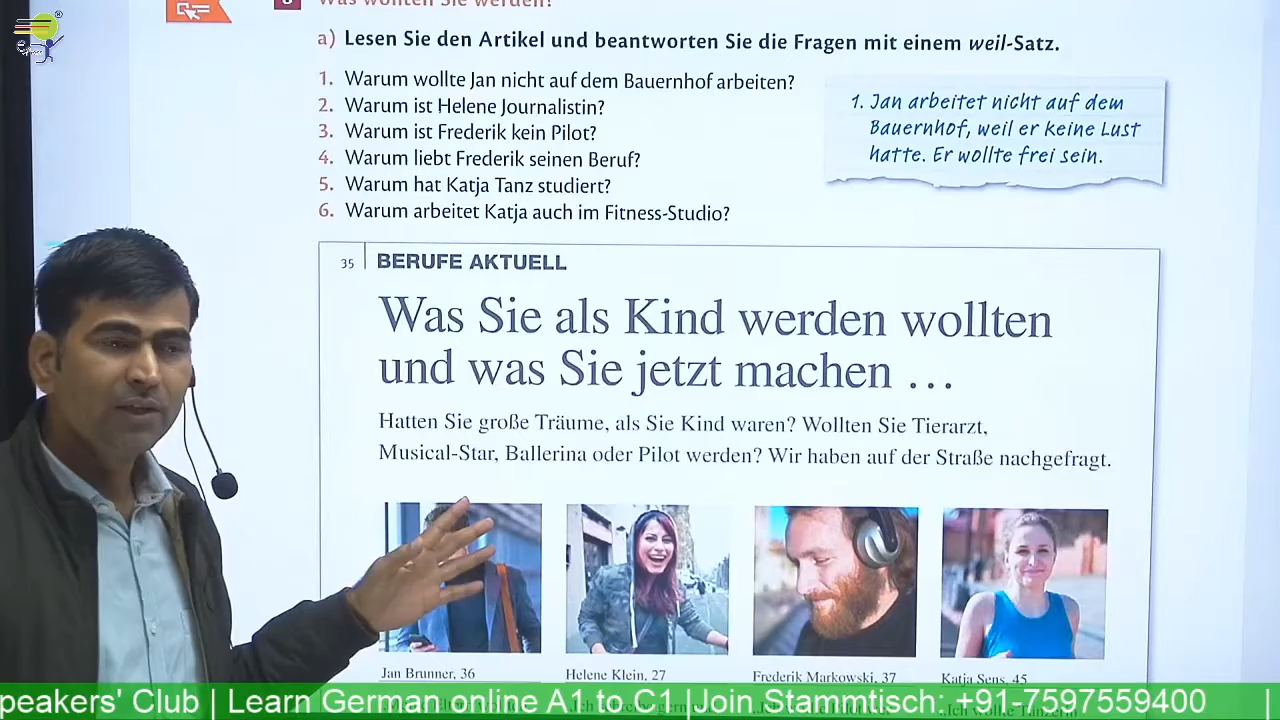 Was wollten Sie werden?
a) Lesen Sie den Artikel und beantworten Sie die Fragen mit einem weil-Satz.
1. Warum wollte Jan nicht auf dem Bauernhof arbeiten?
2. Warum ist Helene Journalistin?
3. Warum ist Frederik kein Pilot?
4. Warum liebt Frederik seinen Beruf?
5. Warum hat Katja Tanz studiert?
6. Warum arbeitet Katja auch im Fitness-Studio?
1. Jan arbeitet nicht auf dem
Bauernhof, weil er keine Lust
hatte. Er wollte frei sein.
35 BERUFE AKTUELL
Was Sie als Kind werden wollten
und was Sie jetzt machen ...
Hatten Sie große Träume, als Sie Kind waren? Wollten Sie Tierarzt,
Musical-Star, Ballerina oder Pilot werden? Wir haben auf der Straße nachgefragt.
Jan Brunner, 36
Helene Klein, 27
Frederik Markowski, 37
Katja Sens, 45
peakers' Club | Learn German online A1 to C1 |Join Stammtisch: +91-7597559400 |